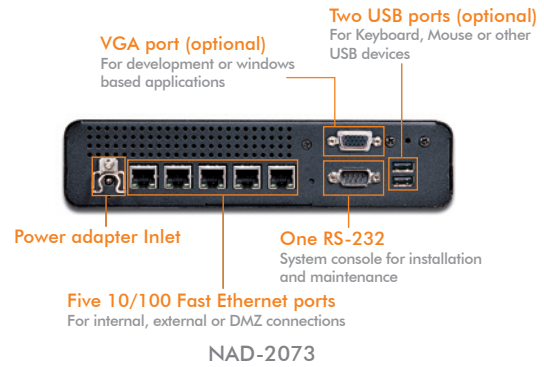 Two USB ports (optional)
For Keyboard, Mouse or other
USB devices
VGA port (optional)
For development or windows
based applications
Power adapter Inlet
One RS-232
System console for installation
and maintenance
Five 10/100 Fast Ethernet ports
For internal, external or DMZ connections
NAD-2073